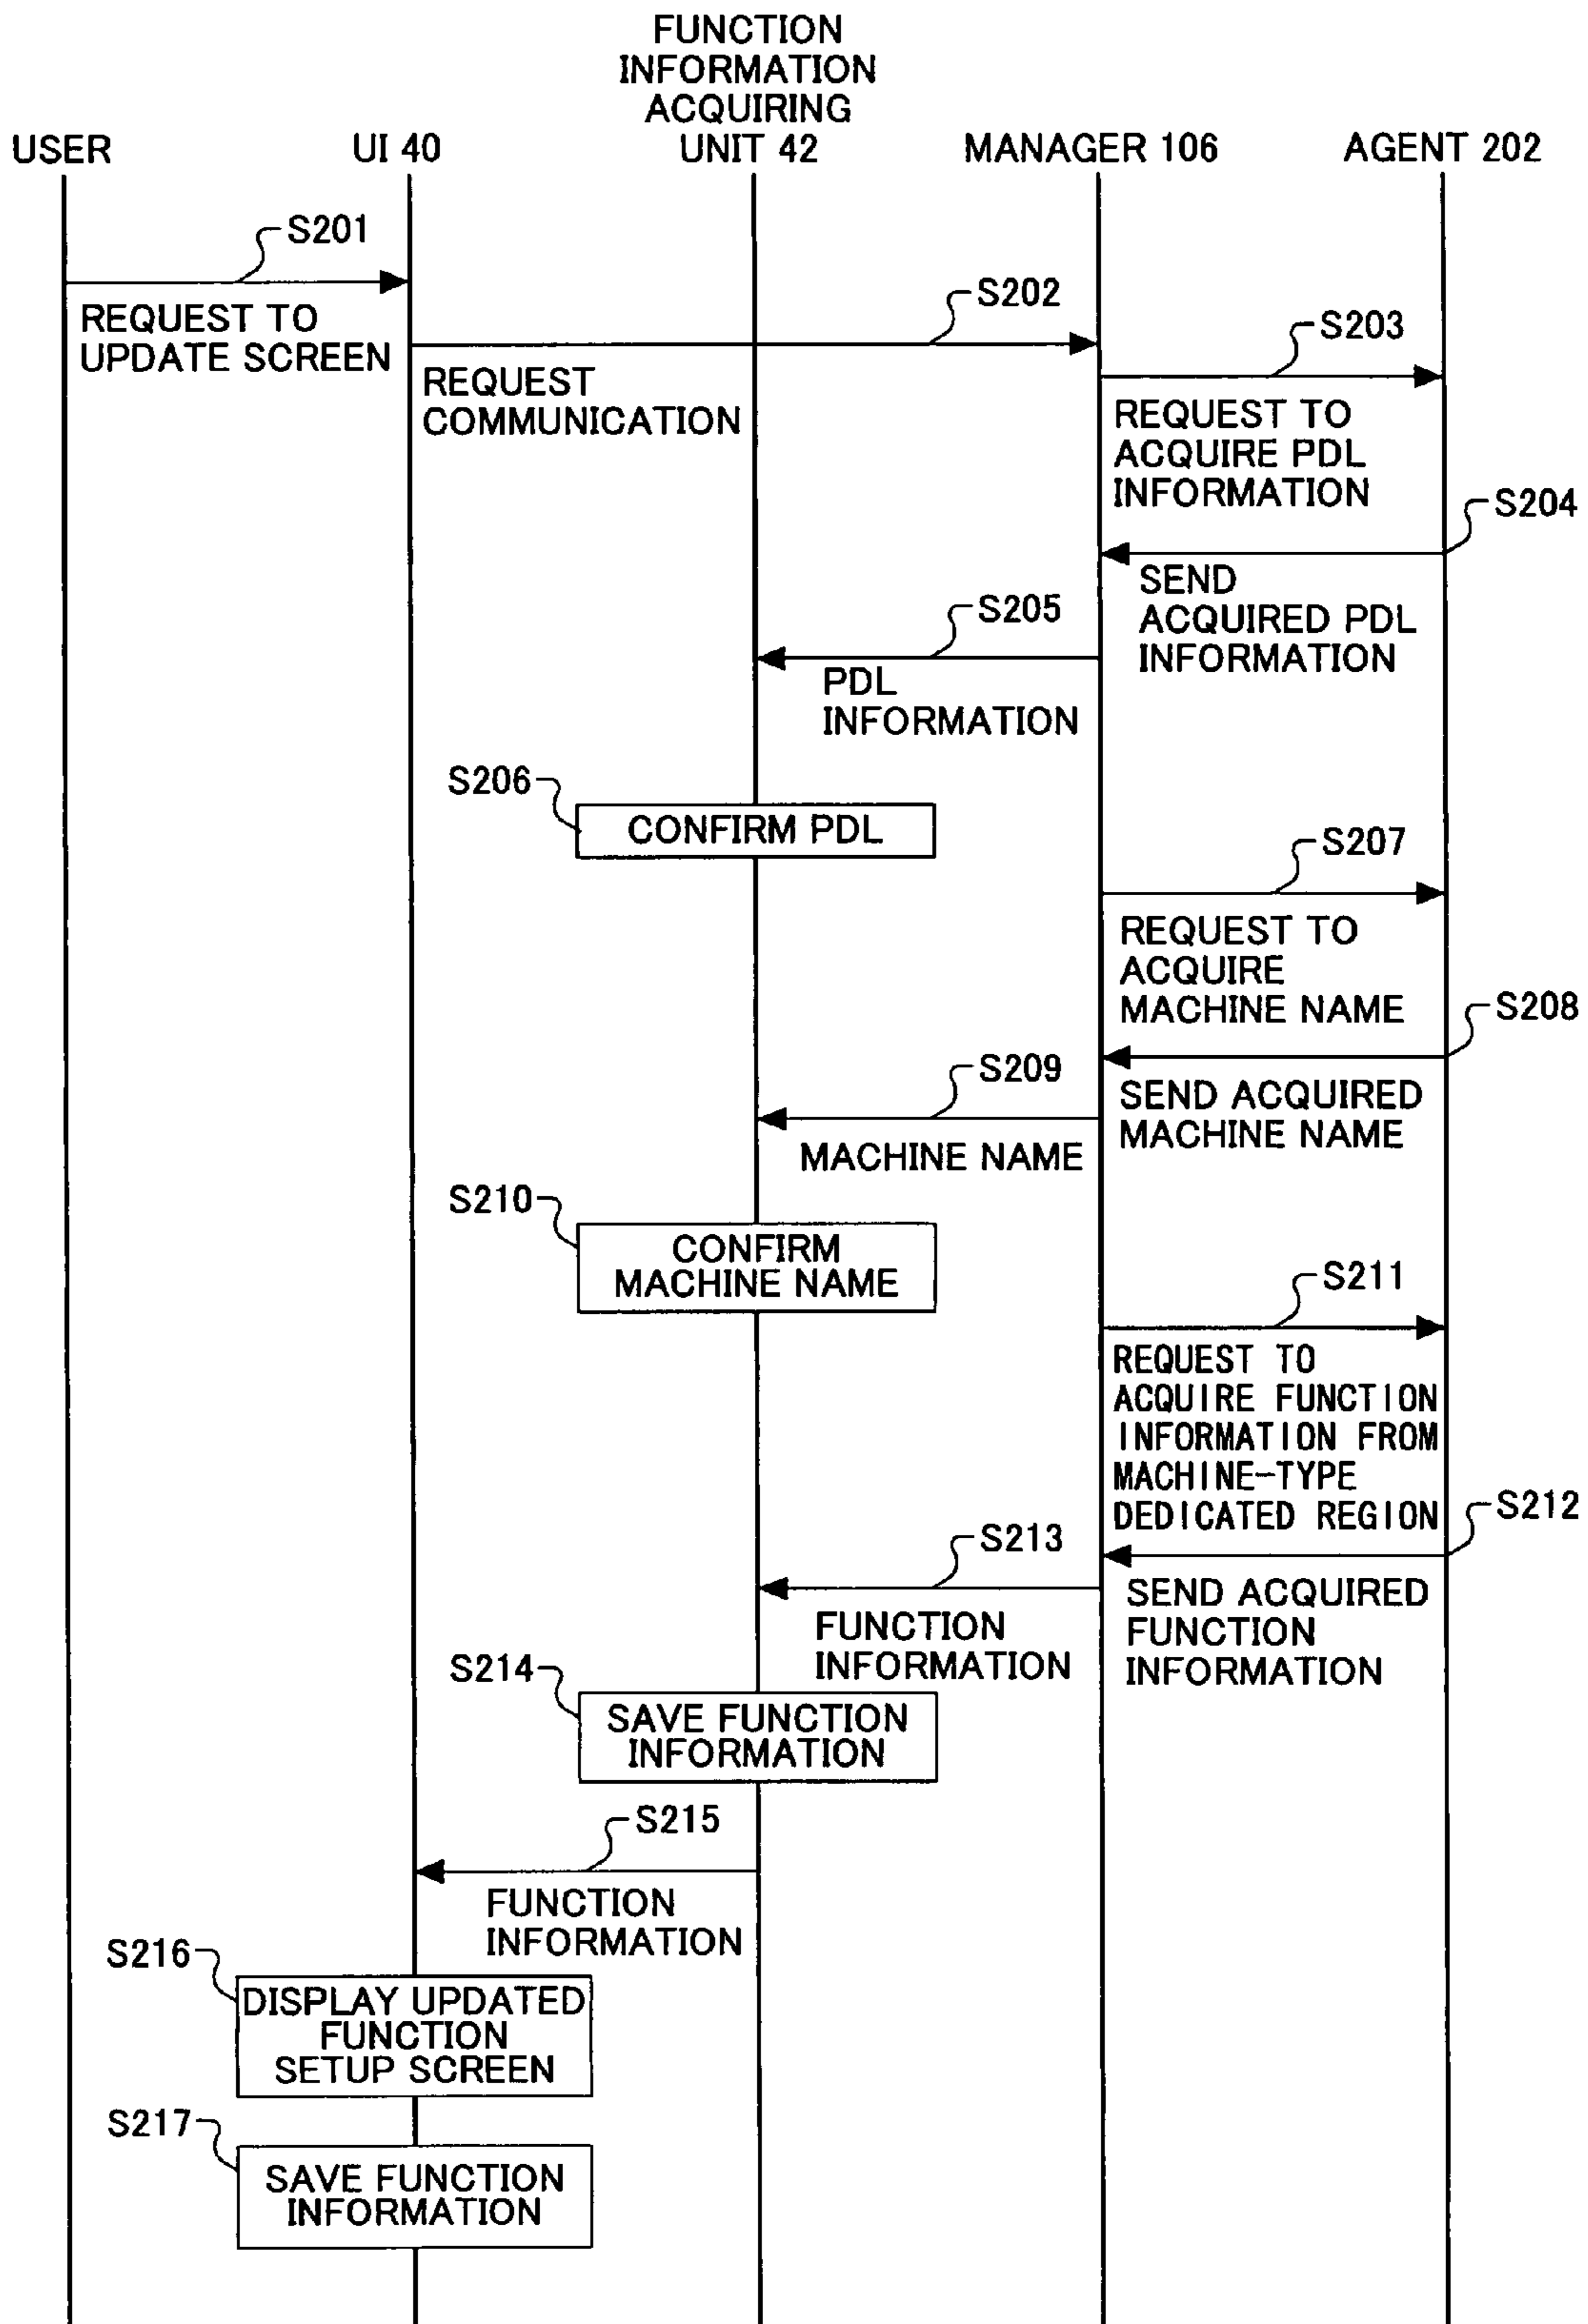 FUNCTION
INFORMATION
ACQUIRING
USER
UI 40
UNIT 42
MANAGER 106
AGENT 202
S201
REQUEST TO
UPDATE SCREEN
S202
REQUEST
COMMUNICATION
S203
REQUEST TO
ACQUIRE PDL
INFORMATION
S204
SEND
ACQUIRED PDL
INFORMATION
S205
PDL
INFORMATION
S206
CONFIRM PDL
S207
REQUEST TO
ACQUIRE
MACHINE NAME
S208
SEND ACQUIRED
MACHINE NAME
S209
MACHINE NAME
S210
CONFIRM
MACHINE NAME
S211
REQUEST TO
ACQUIRE FUNCTION
INFORMATION FROM
MACHINE-TYPE
DEDICATED REGION
S212
SEND ACQUIRED
FUNCTION
INFORMATION
S213
FUNCTION
INFORMATION
S214
SAVE FUNCTION
INFORMATION
S215
FUNCTION
INFORMATION
S216
DISPLAY UPDATED
FUNCTION
SETUP SCREEN
S217
SAVE FUNCTION
INFORMATION